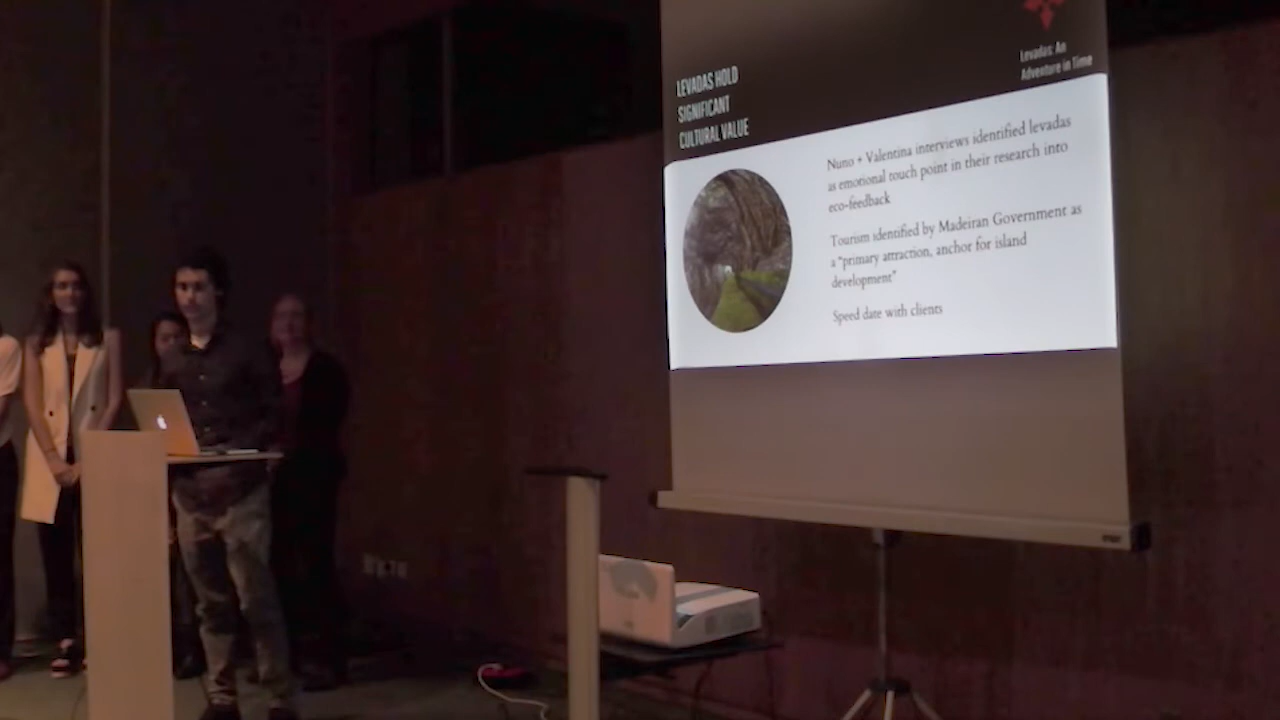 LEVADAS HOLD
SIGNIFICANT
CULTURAL VALUE
Levadas: An
Adventure in Time
Nuno + Valentina interviews identified levadas
as emotional touch point in their research into
eco-feedback
Tourism identified by Madeiran Government as
a "primary attraction, anchor for island
development"
Speed date with clients